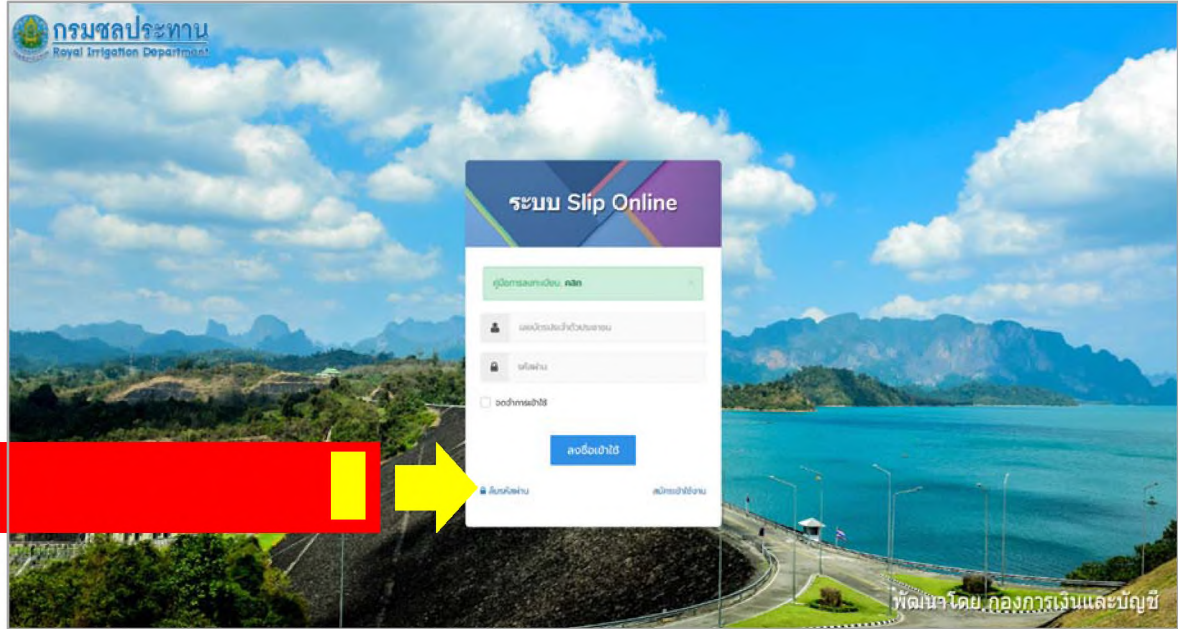 กรมชลประทาน
Royal Irrigation Department
ระบบ Slip Online
คู่มือการลงทะเบียน คลิก
เลขบัตรประจำตัวประชาชน
รหัสผ่าน
จดจำการเข้าใช้
ลงชื่อเข้าใช้
ลืมรหัสผ่าน
สมัครเข้าใช้งาน
พัฒนาโดย กองการเงินและบัญชี